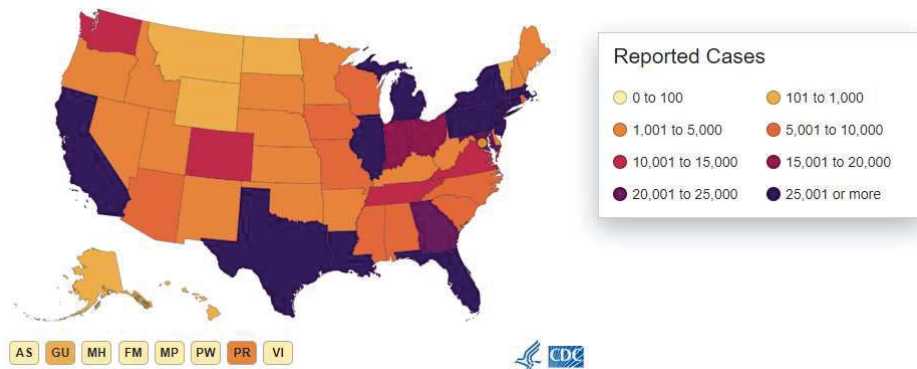 Reported Cases
0 to 100
101 to 1,000
1,001 to 5,000
5,001 to 10,000
10,001 to 15,000
15,001 to 20,000
20,001 to 25,000
25,001 or more
AS GU MH FM MP PW PR VI
CDC